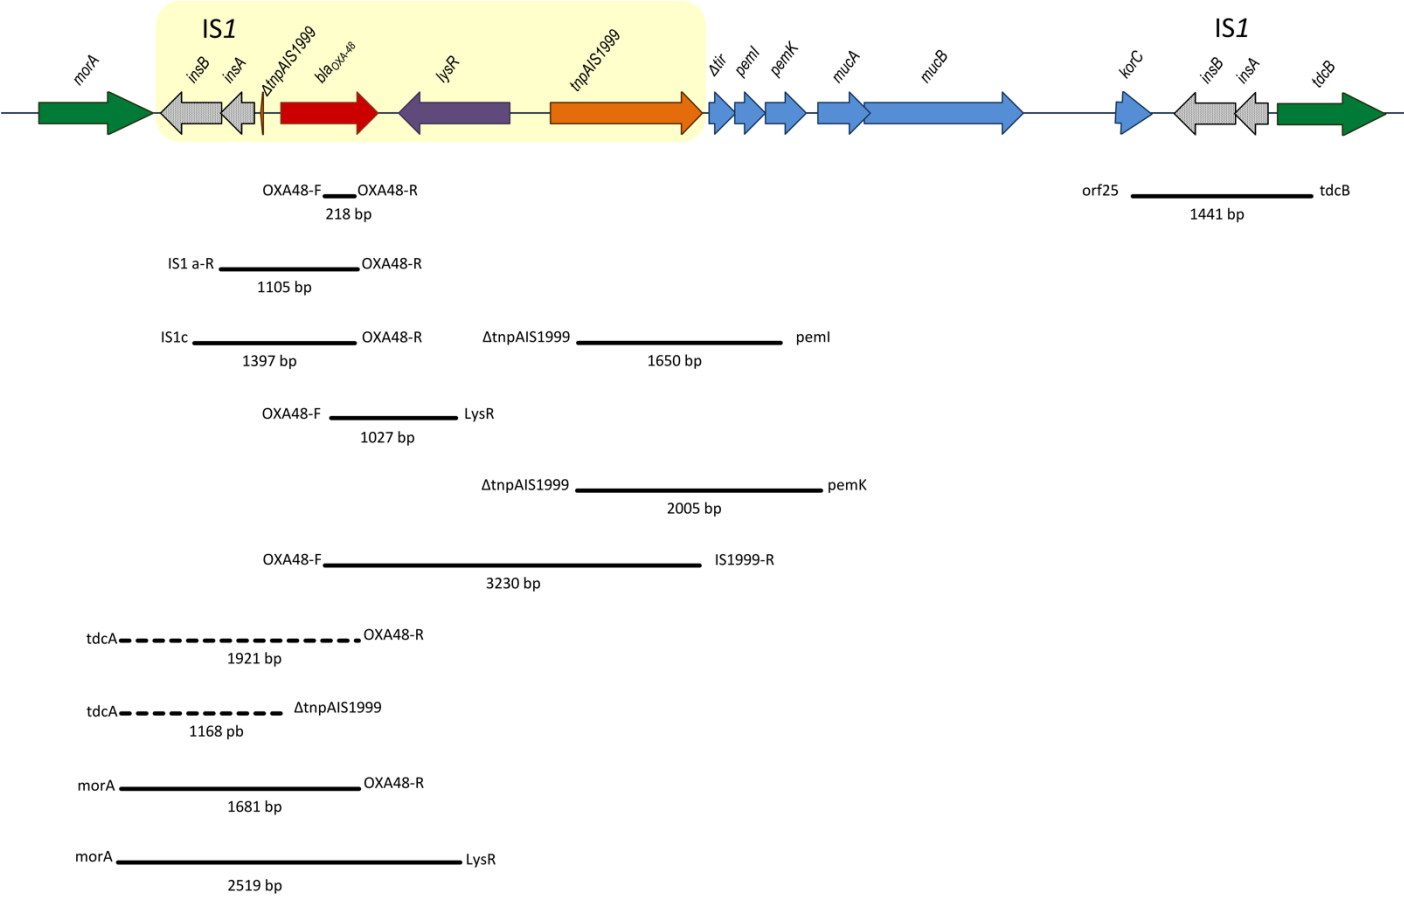 IS1
IS1
morA
insB
insA
ΔtnpAIS1999
blaOXA-48
lysR
tnpAIS1999
Δtir
pemI
pemK
mucA
mucB
korC
insB
insA
tdcB
OXA48-F OXA48-R
218 bp
orf25 tdcB
1441 bp
IS1 a-R OXA48-R
1105 bp
IS1c OXA48-R
1397 bp
ΔtnpAIS1999 pemI
1650 bp
OXA48-F LysR
1027 bp
ΔtnpAIS1999 pemK
2005 bp
OXA48-F IS1999-R
3230 bp
tdcA OXA48-R
1921 bp
tdcA ΔtnpAIS1999
1168 pb
morA OXA48-R
1681 bp
morA LysR
2519 bp